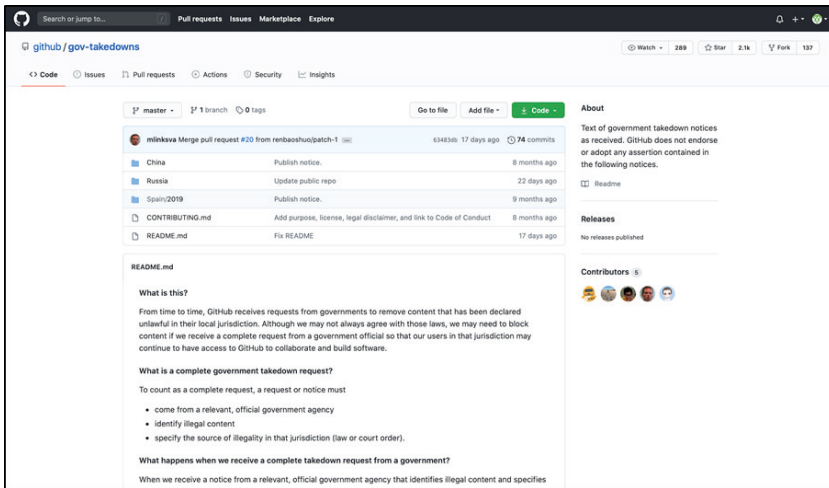 Search or jump to... /
Pull requests Issues Marketplace Explore
github / gov-takedowns
Watch 289 Star 2.1k Fork 137
Code Issues Pull requests Actions Security Insights
master 1 branch 0 tags Go to file Add file Code
mlinksva Merge pull request #20 from renbaoshuo/patch-1 ... 63483db 17 days ago 74 commits
China Publish notice. 8 months ago
Russia Update public repo 22 days ago
Spain/2019 Publish notice. 9 months ago
CONTRIBUTING.md Add purpose, license, legal disclaimer, and link to Code of Conduct 8 months ago
README.md Fix README 17 days ago
README.md
What is this?
From time to time, GitHub receives requests from governments to remove content that has been declared
unlawful in their local jurisdiction. Although we may not always agree with those laws, we may need to block
content if we receive a complete request from a government official so that our users in that jurisdiction may
continue to have access to GitHub to collaborate and build software.
What is a complete government takedown request?
To count as a complete request, a request or notice must
• come from a relevant, official government agency
• identify illegal content
• specify the source of illegality in that jurisdiction (law or court order).
What happens when we receive a complete takedown request from a government?
When we receive a notice from a relevant, official government agency that identifies illegal content and specifies
About
Text of government takedown notices
as received. GitHub does not endorse
or adopt any assertion contained in
the following notices.
Readme
Releases
No releases published
Contributors 5